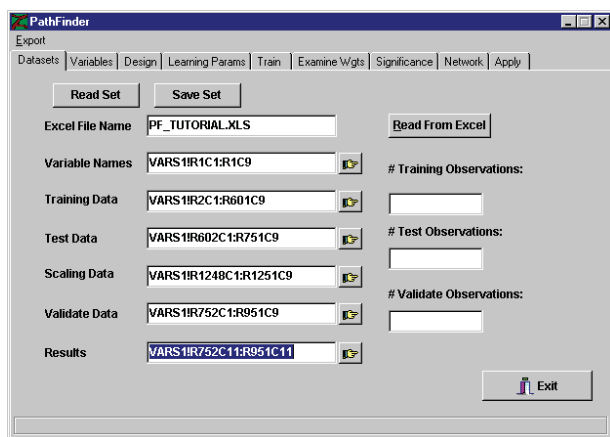 PathFinder
Export
Datasets Variables Design Learning Params Train Examine Wgts Significance Network Apply
Read Set Save Set
Excel File Name PF_TUTORIAL.XLS Read From Excel
Variable Names VARS1!R1C1:R1C9
# Training Observations:
Training Data VARS1!R2C1:R601C9
# Test Observations:
Test Data VARS1!R602C1:R751C9
Scaling Data VARS1!R1248C1:R1251C9
# Validate Observations:
Validate Data VARS1!R752C1:R951C9
Results VARS1!R752C11:R951C11
Exit